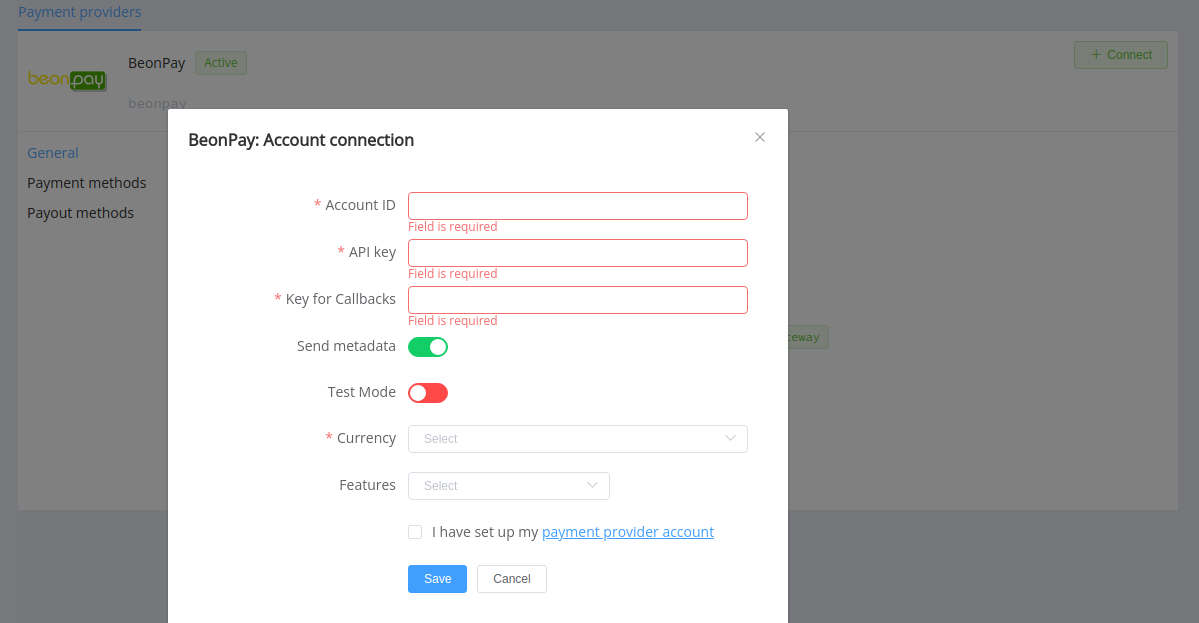 Payment providers
beonpay
BeonPay Active
+ Connect
beonpay
General
Payment methods
Payout methods
BeonPay: Account connection
* Account ID
Field is required
* API key
Field is required
* Key for Callbacks
Field is required
eway
Send metadata
Test Mode
* Currency Select
Features Select
I have set up my payment provider account
Save Cancel